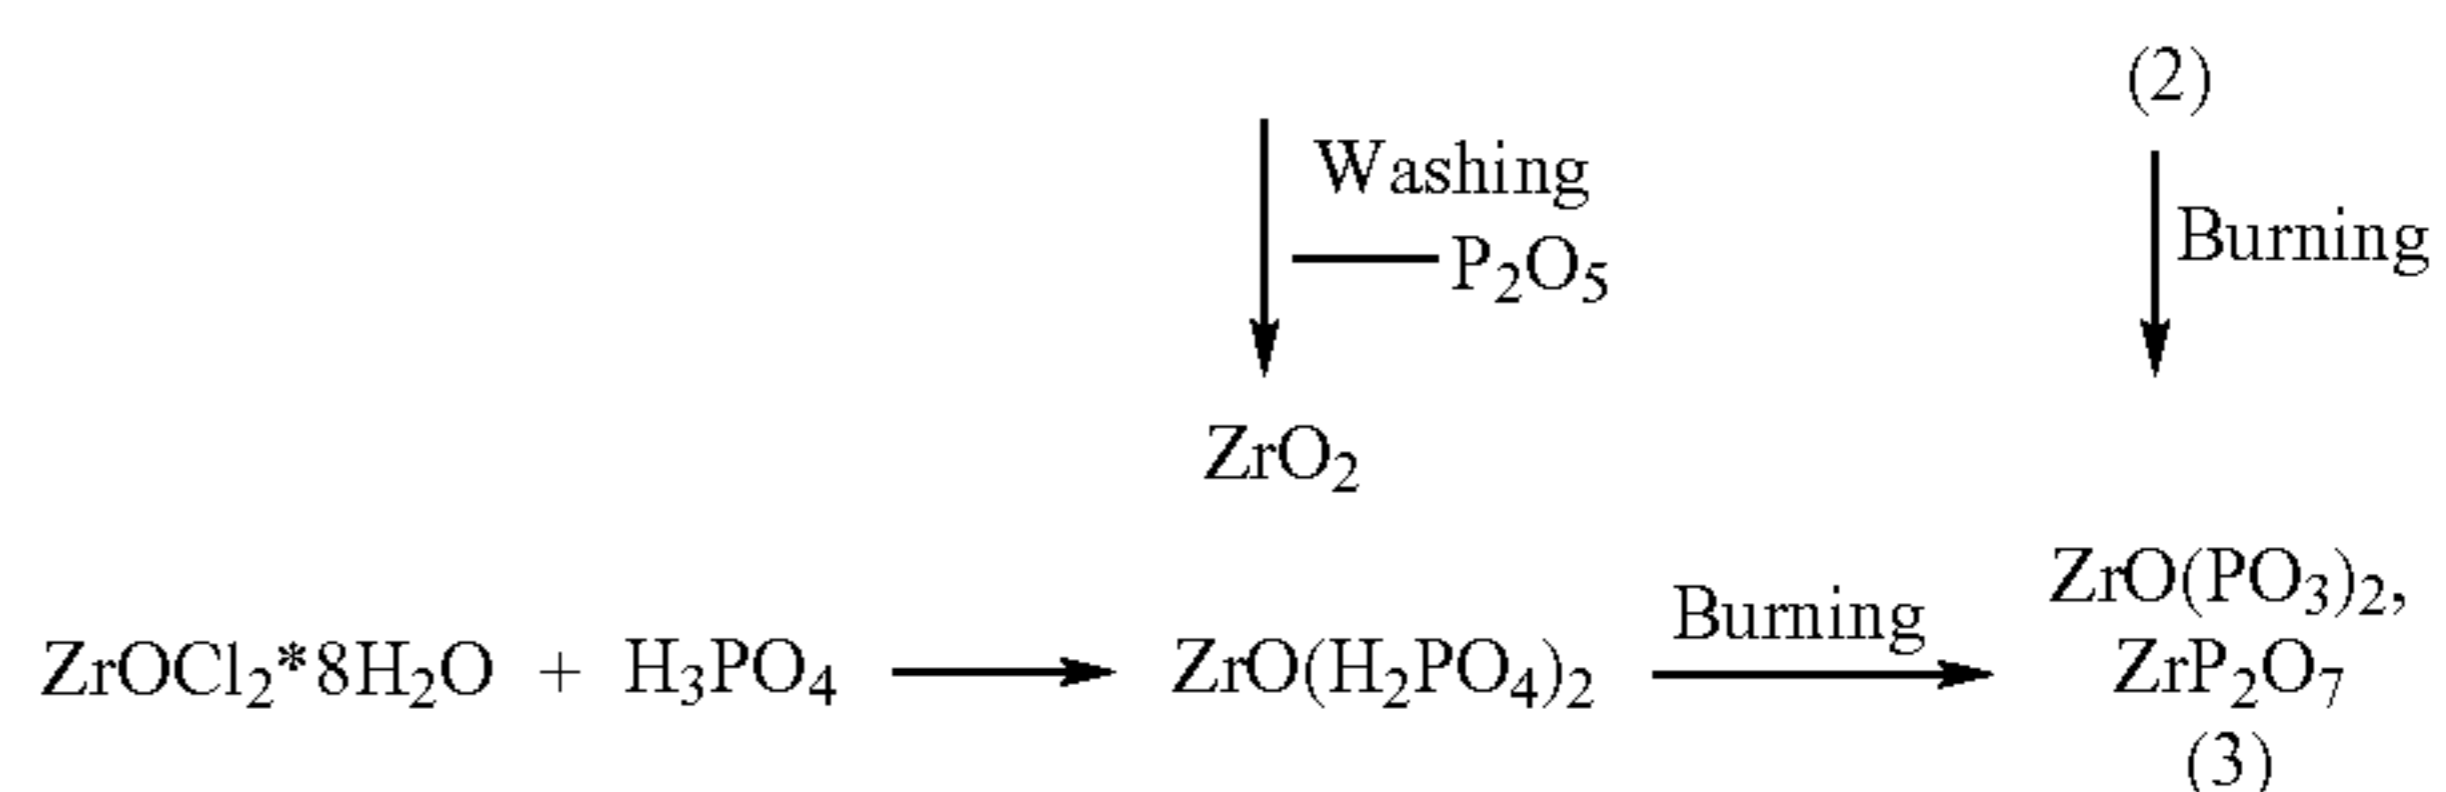 (2)
Washing
Burning
P₂O₅
ZrO₂
ZrO(PO₃)₂,
ZrOCl₂*8H₂O + H₃PO₄ ZrO(H₂PO₄)₂ Burning ZrP₂O₇
(3)